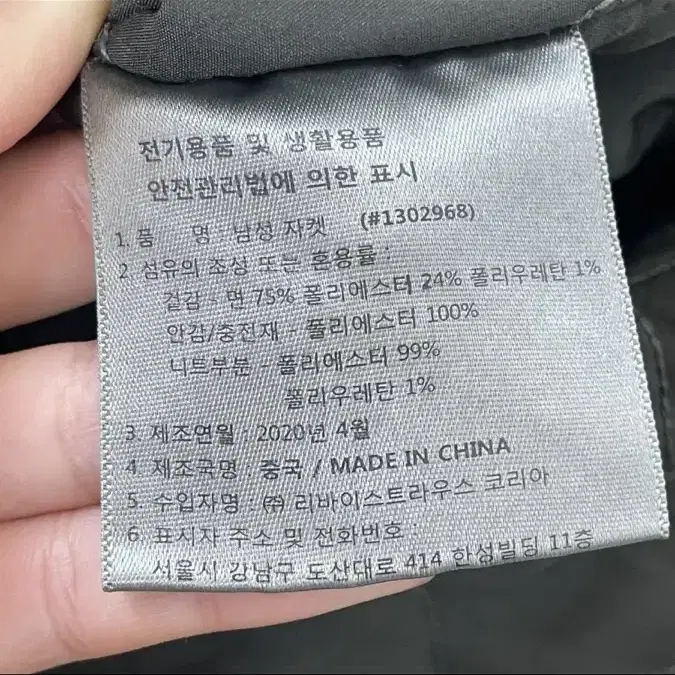 전기용품 및 생활용품
안전관리법에 의한 표시
1. 품 명 : 남성 자켓 (#1302968)
2 섬유의 조성 또는 혼용률 :
겉감 - 면 75% 폴리에스터 24% 폴리우레탄 1%
안감/충전재 - 폴리에스터 100%
니트부분 - 폴리에스터 99%
폴리우레탄 1%
3. 제조연월 : 2020년 4월
4. 제조국명 : 중국 / MADE IN CHINA
5. 수입자명 : ㈜ 리바이스트라우스 코리아
6. 표시자 주소 및 전화번호 :
서울시 강남구 도산대로 414 한성빌딩 11층